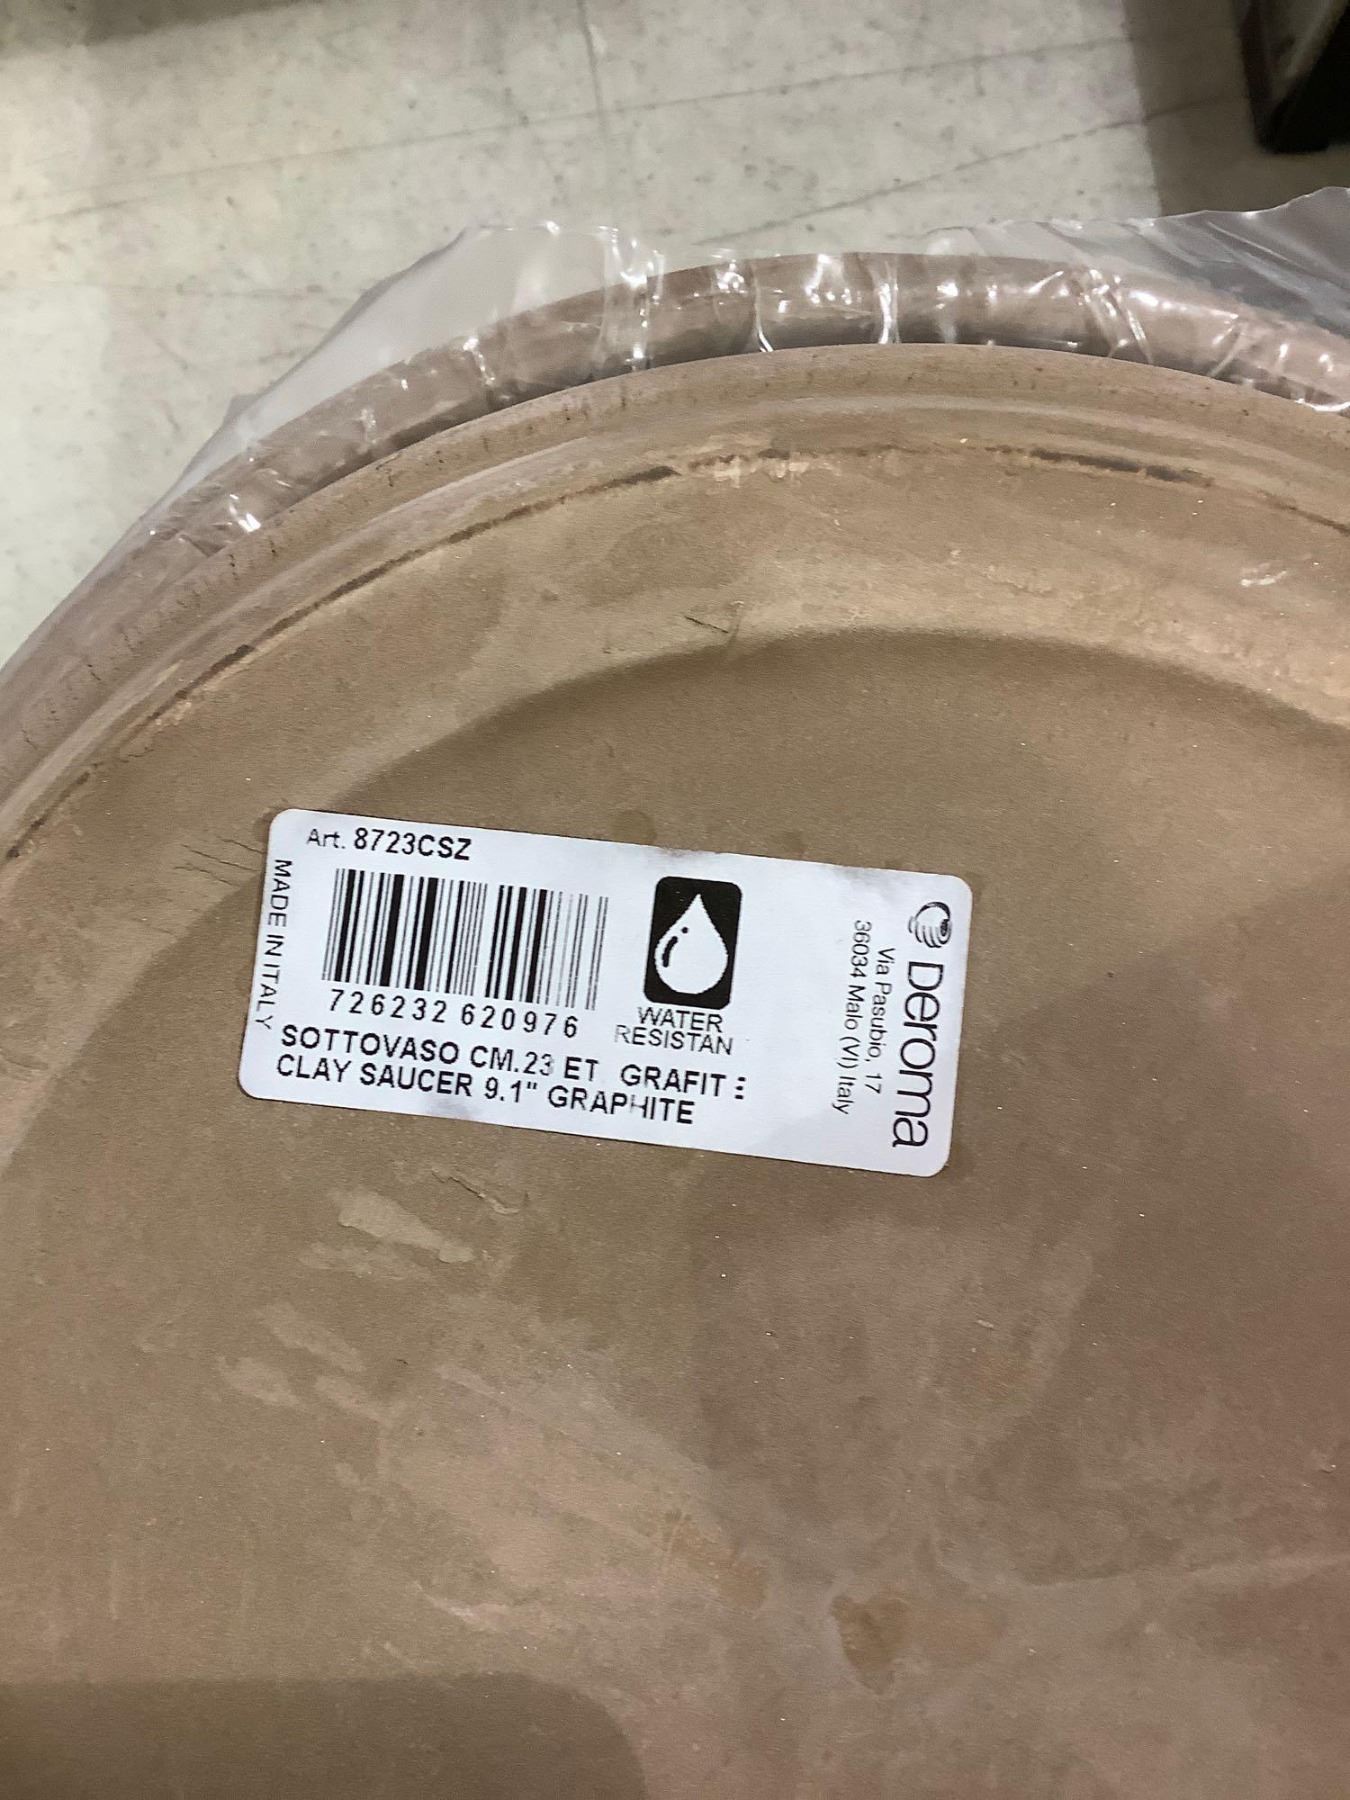 Art. 8723CSZ
MADE IN ITALY
726232 620976
WATER
RESISTAN
SOTTOVASO CM.23 ET GRAFIT
CLAY SAUCER 9.1" GRAPHITE
Deroma
Via Pasubio, 17
36034 Malo (VI) Italy